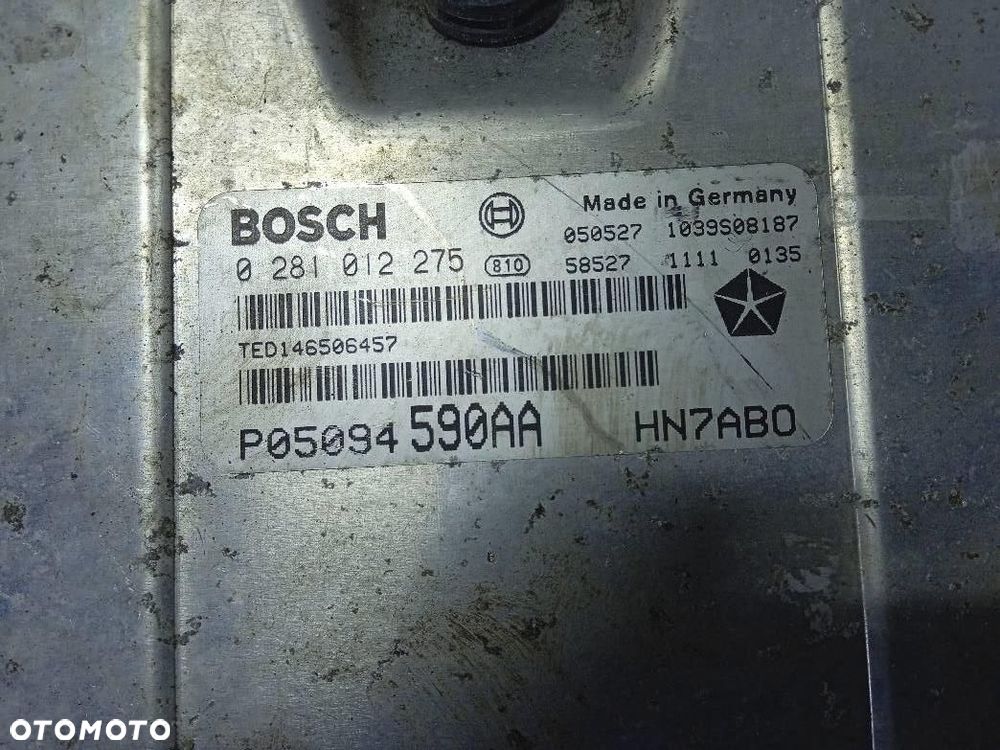 BOSCH
Made in Germany
050527 1039S08187
0 281 012 275 810 58527 1111 0135
TED146506457
P05094 590AA HN7AB0
OTOMOTO